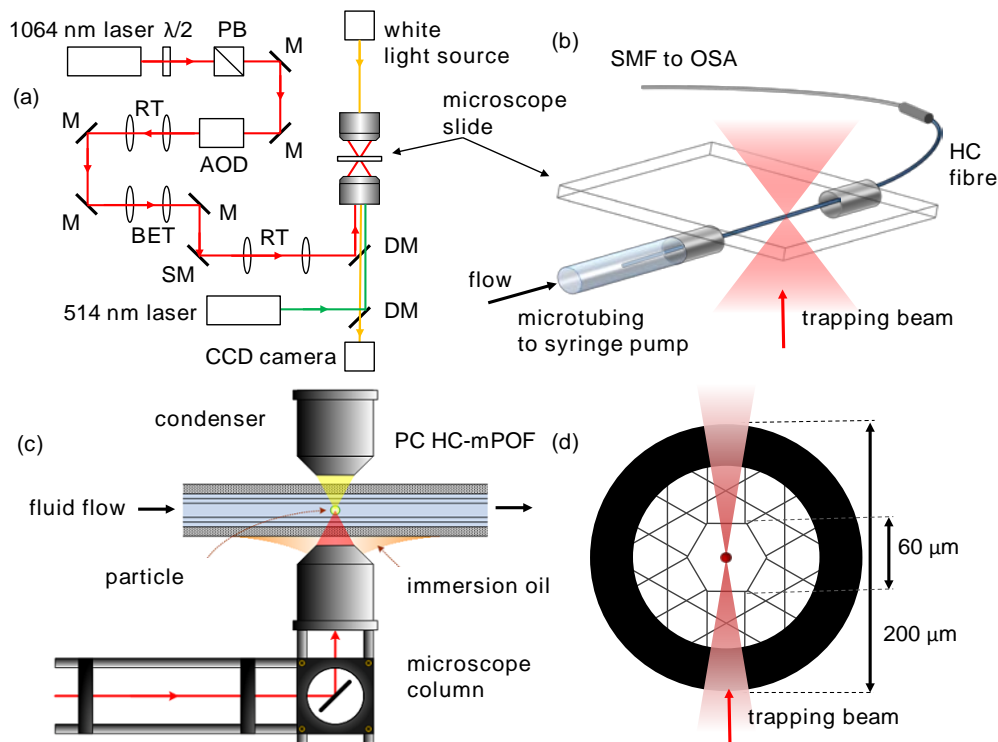 1064 nm laser
λ/2
PB
M
white
light source
(a)
M
RT
AOD
M
microscope
slide
M
BET
M
SM
RT
DM
514 nm laser
DM
CCD camera
(b)
SMF to OSA
HC
fibre
flow
microtubing
to syringe pump
trapping beam
(c)
condenser
PC HC-mPOF
fluid flow
particle
immersion oil
microscope
column
(d)
60 μm
200 μm
trapping beam